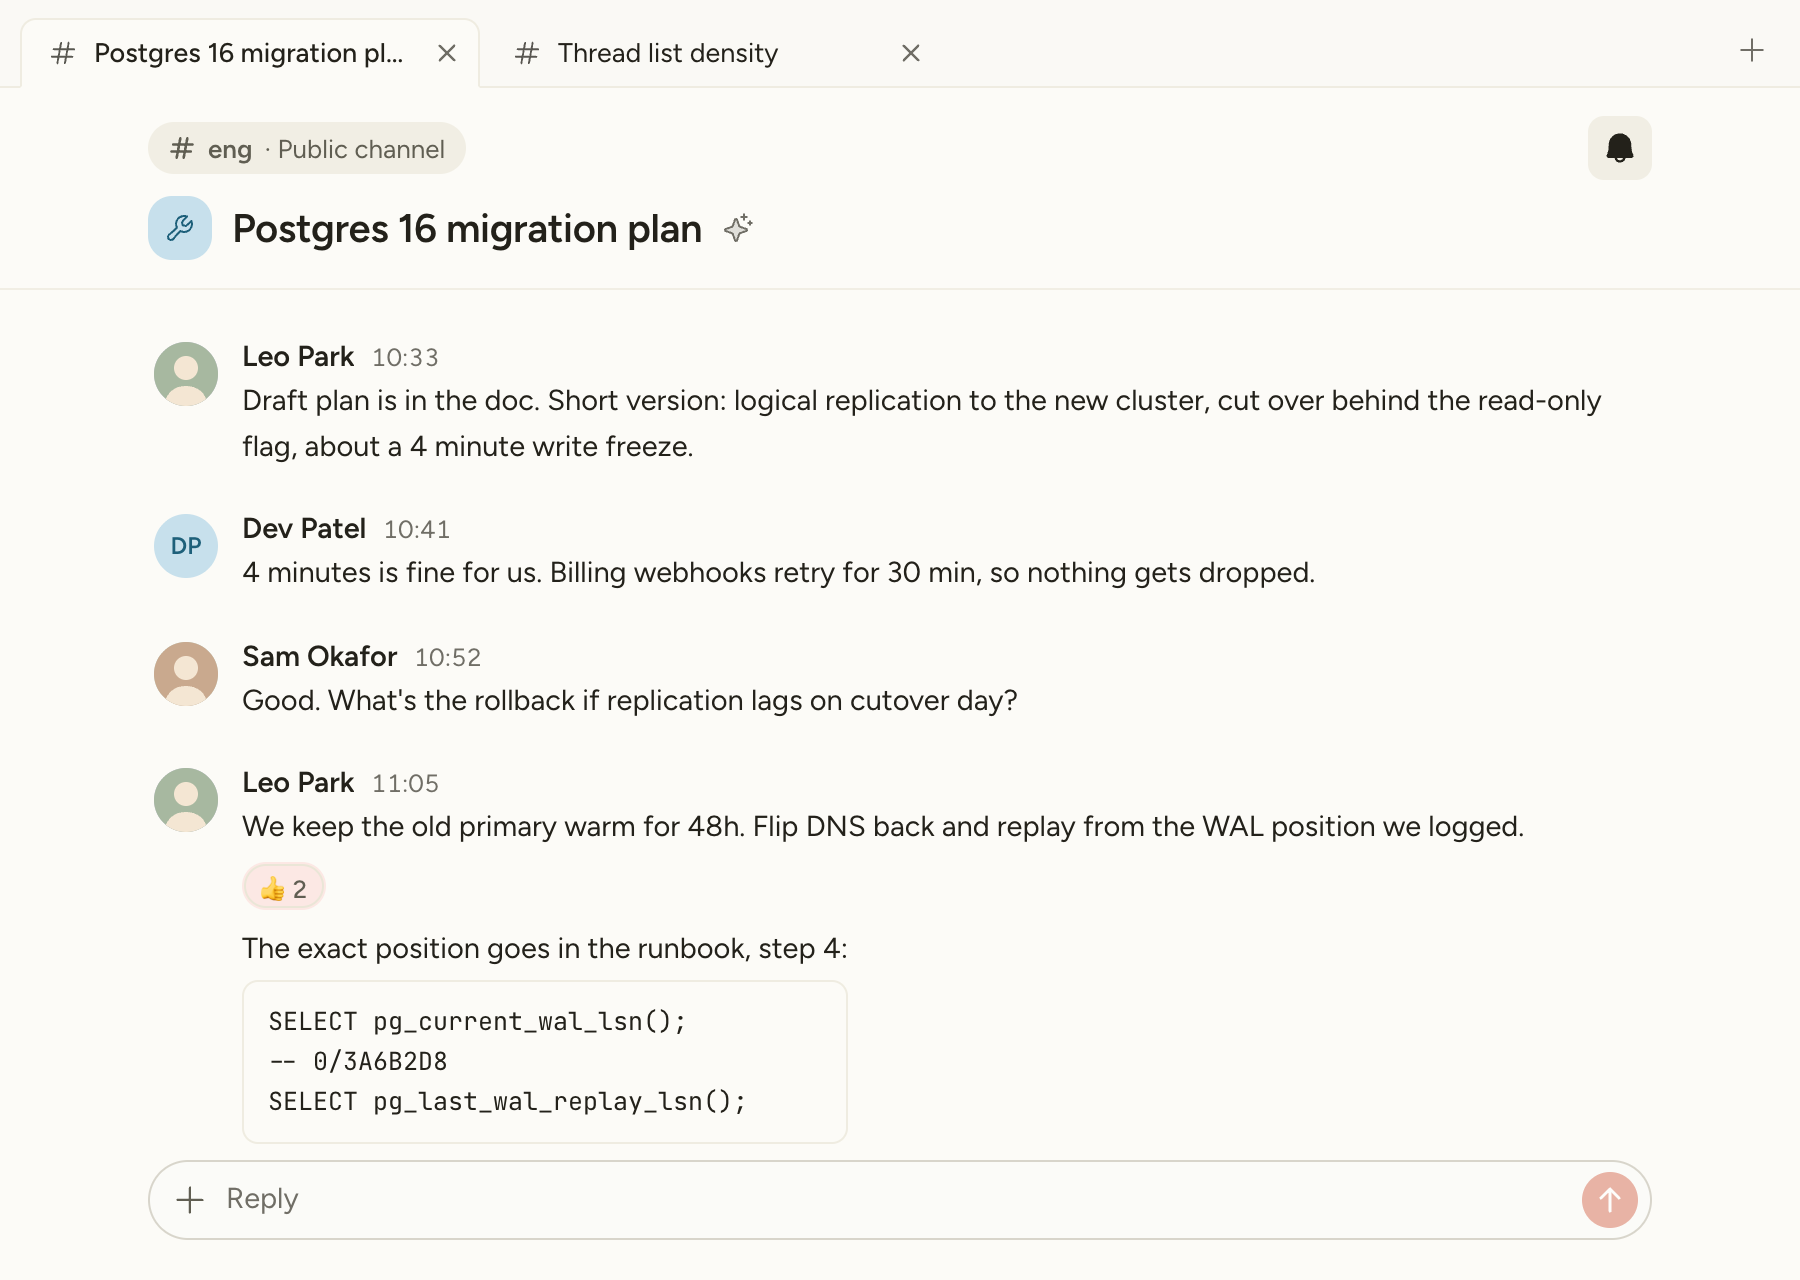 Postgres 16 migration pl...
Thread list density
# eng · Public channel
Postgres 16 migration plan
Leo Park 10:33
Draft plan is in the doc. Short version: logical replication to the new cluster, cut over behind the read-only
flag, about a 4 minute write freeze.
DP
Dev Patel 10:41
4 minutes is fine for us. Billing webhooks retry for 30 min, so nothing gets dropped.
Sam Okafor 10:52
Good. What's the rollback if replication lags on cutover day?
Leo Park 11:05
We keep the old primary warm for 48h. Flip DNS back and replay from the WAL position we logged.
👍 2
The exact position goes in the runbook, step 4:
SELECT pg_current_wal_lsn();
-- 0/3A6B2D8
SELECT pg_last_wal_replay_lsn();
Reply